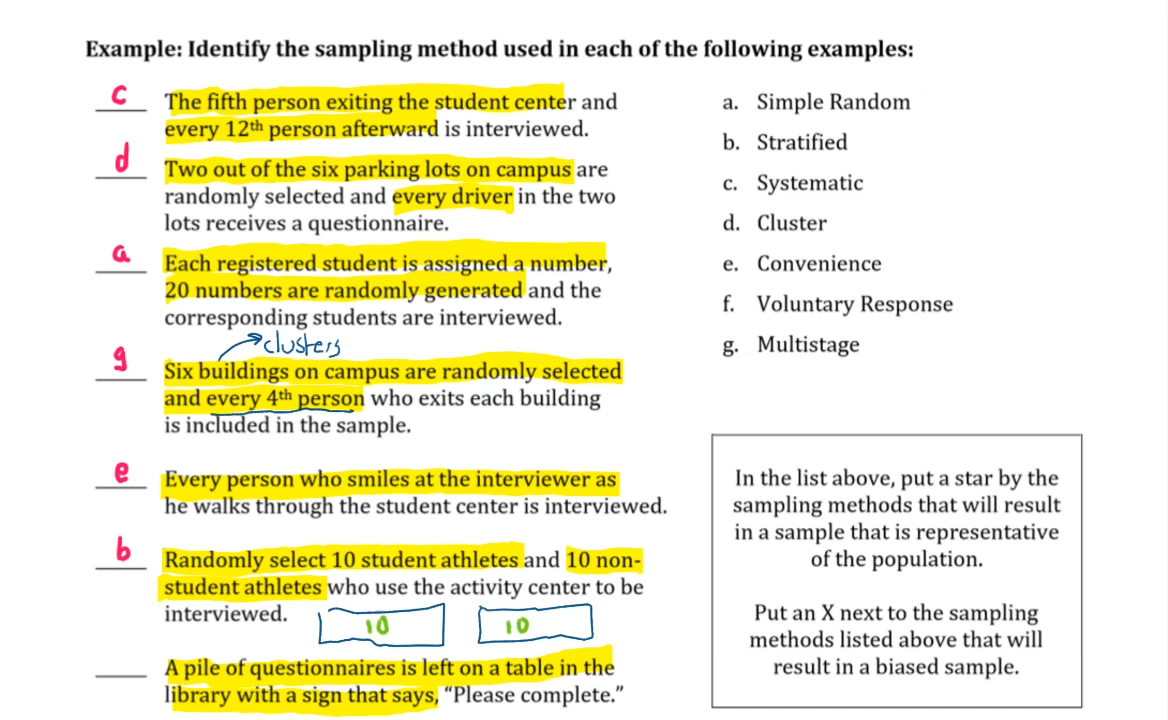 Example: Identify the sampling method used in each of the following examples:
c The fifth person exiting the student center and
every 12th person afterward is interviewed.
d Two out of the six parking lots on campus are
randomly selected and every driver in the two
lots receives a questionnaire.
a Each registered student is assigned a number,
20 numbers are randomly generated and the
corresponding students are interviewed.
clusters
g Six buildings on campus are randomly selected
and every 4th person who exits each building
is included in the sample.
e Every person who smiles at the interviewer as
he walks through the student center is interviewed.
b Randomly select 10 student athletes and 10 non-
student athletes who use the activity center to be
interviewed.
10 10
A pile of questionnaires is left on a table in the
library with a sign that says, “Please complete.”
a. Simple Random
b. Stratified
c. Systematic
d. Cluster
e. Convenience
f. Voluntary Response
g. Multistage
In the list above, put a star by the
sampling methods that will result
in a sample that is representative
of the population.
Put an X next to the sampling
methods listed above that will
result in a biased sample.